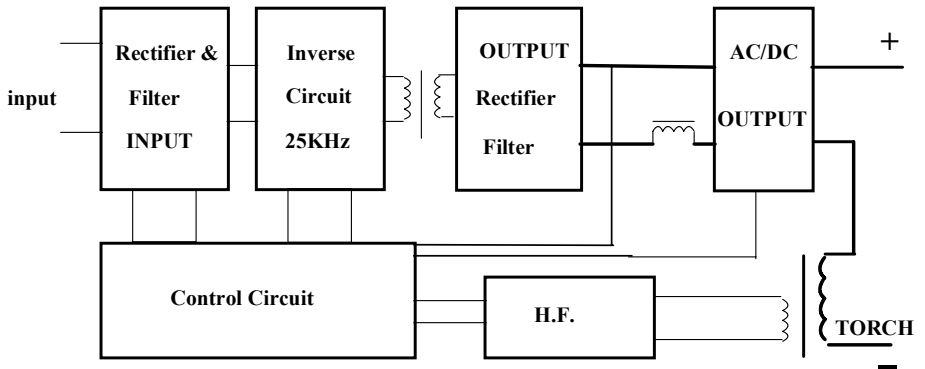 input
Rectifier &
Filter
INPUT
Inverse
Circuit
25KHz
OUTPUT
Rectifier
Filter
AC/DC
OUTPUT
+
Control Circuit
H.F.
TORCH
-